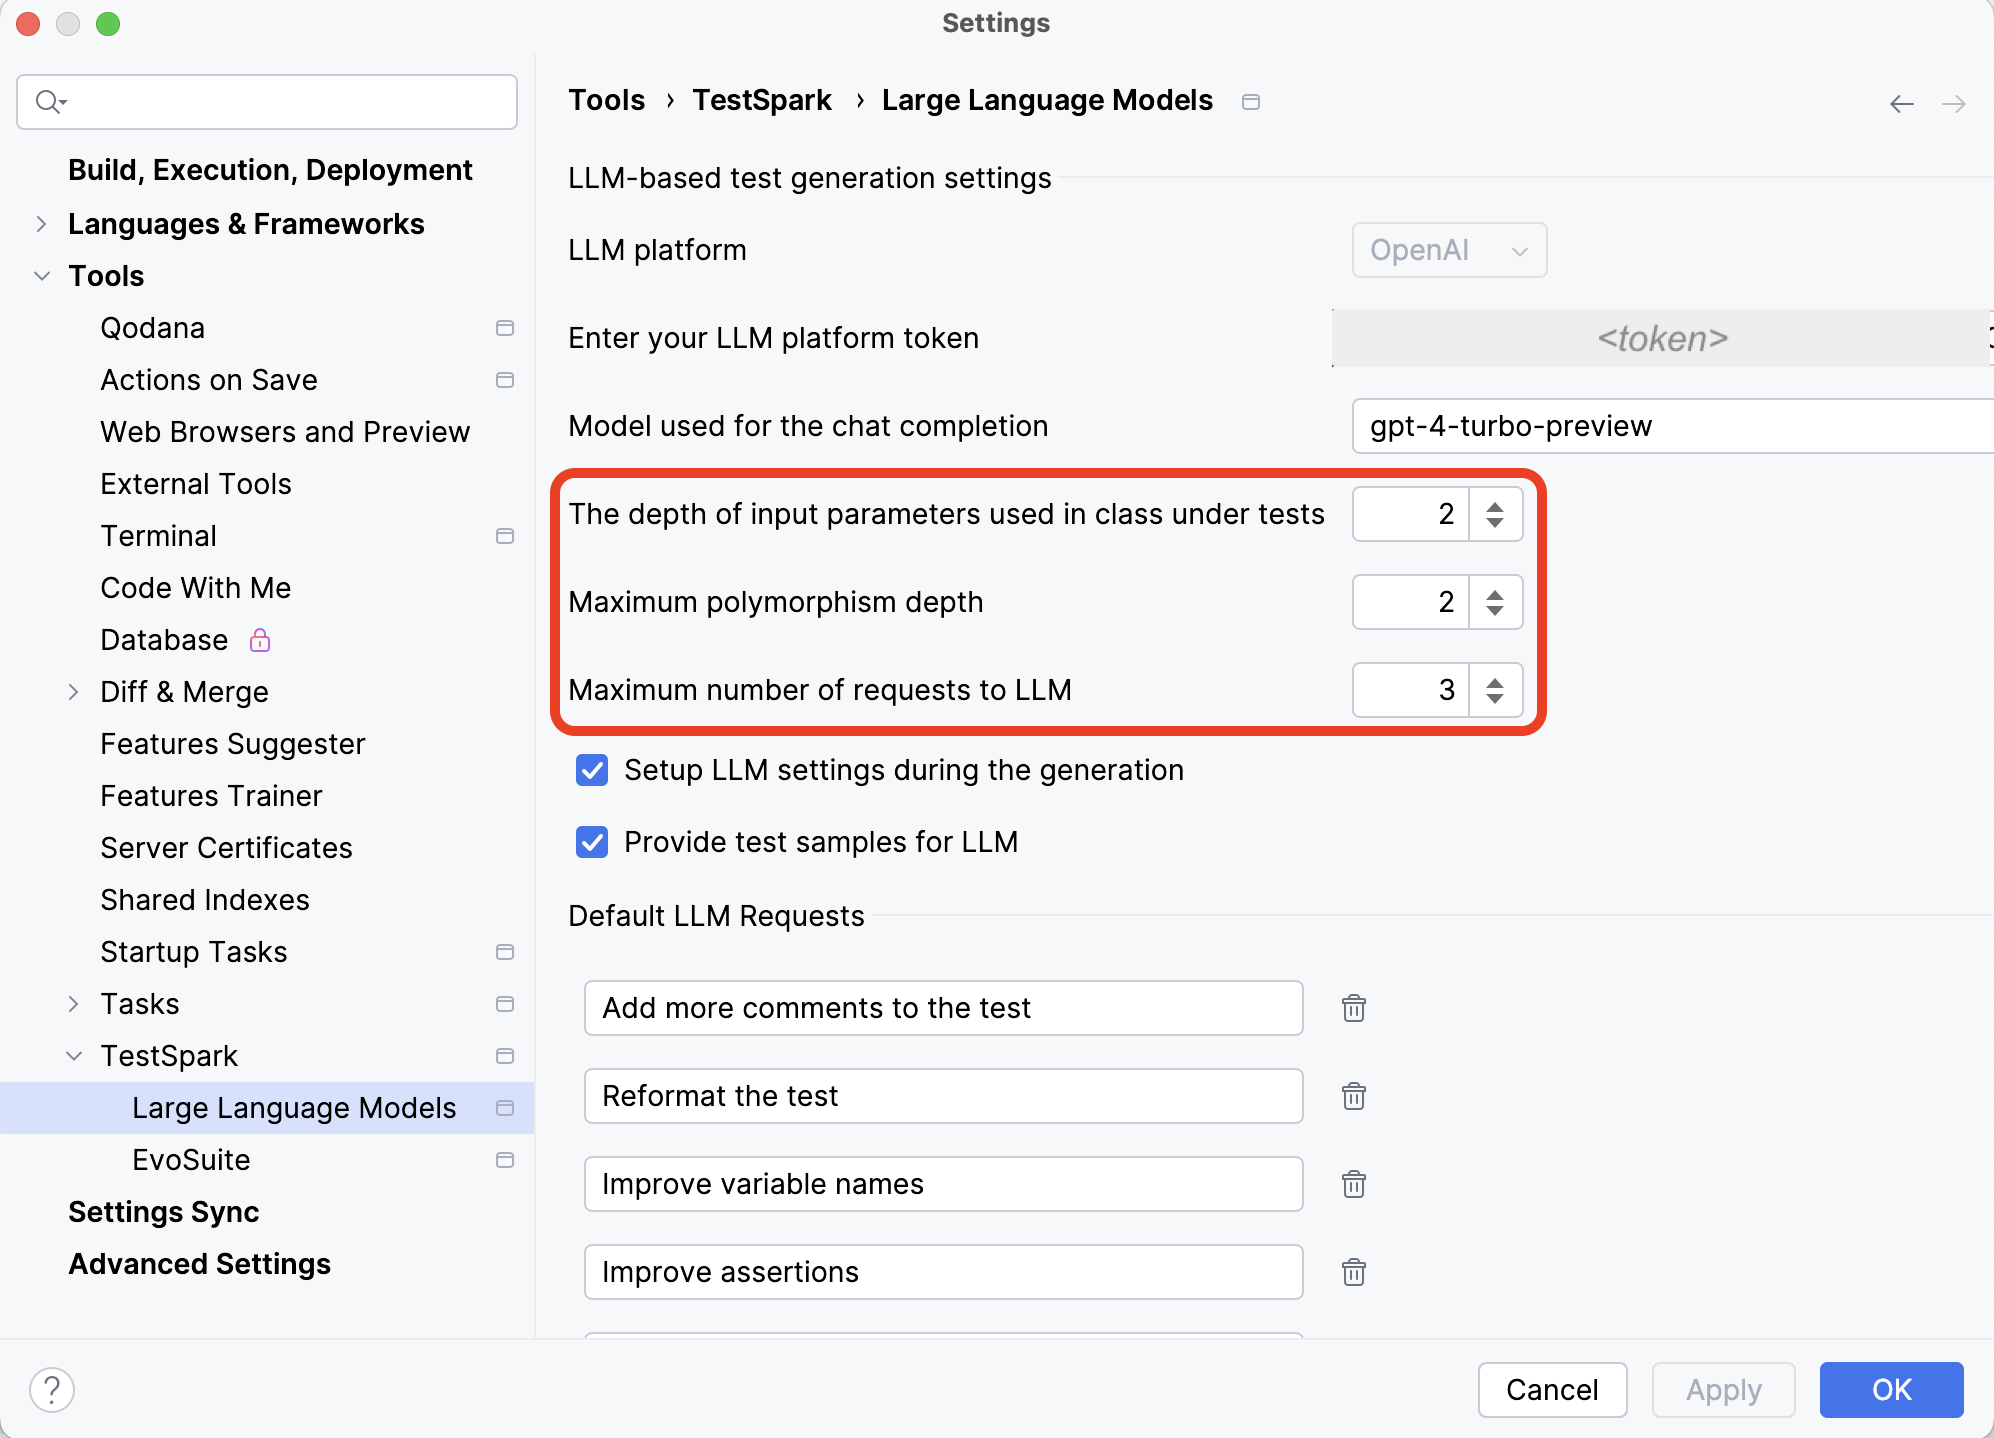 Settings
Build, Execution, Deployment
Languages & Frameworks
Tools
Qodana
Actions on Save
Web Browsers and Preview
External Tools
Terminal
Code With Me
Database
Diff & Merge
Features Suggester
Features Trainer
Server Certificates
Shared Indexes
Startup Tasks
Tasks
TestSpark
Large Language Models
EvoSuite
Settings Sync
Advanced Settings
Tools › TestSpark › Large Language Models
LLM-based test generation settings
LLM platform OpenAI
Enter your LLM platform token <token>
Model used for the chat completion gpt-4-turbo-preview
The depth of input parameters used in class under tests 2
Maximum polymorphism depth 2
Maximum number of requests to LLM 3
Setup LLM settings during the generation
Provide test samples for LLM
Default LLM Requests
Add more comments to the test
Reformat the test
Improve variable names
Improve assertions
? Cancel Apply OK